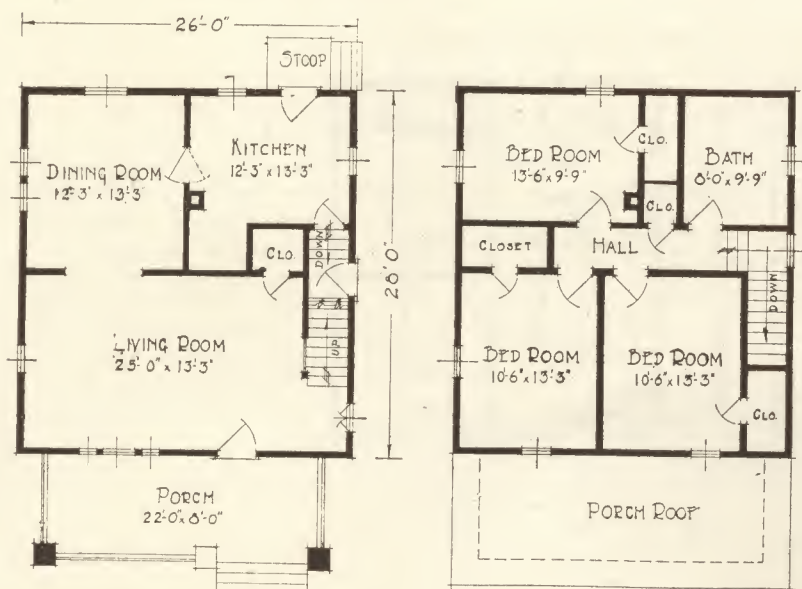 26'-0"
STOOP
KITCHEN
12'-3" x 13'-3"
DINING ROOM
12'-3" x 13'-3"
CLO.
DOWN
28'-0"
LIVING ROOM
25'-0" x 13'-3"
UP
PORCH
22'-0" x 8'-0"
BED ROOM
13'-6" x 9'-9"
CLO.
BATH
8'-0" x 9'-9"
CLO.
CLOSET
HALL
DOWN
BED ROOM
10'-6" x 13'-3"
BED ROOM
10'-6" x 13'-3"
CLO.
PORCH ROOF